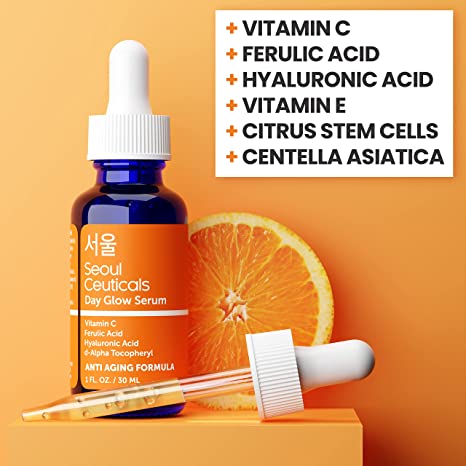 + VITAMIN C
+ FERULIC ACID
+ HYALURONIC ACID
+ VITAMIN E
+ CITRUS STEM CELLS
+ CENTELLA ASIATICA
서울
Seoul
Ceuticals
Day Glow Serum
Vitamin C
Ferulic Acid
Hyaluronic Acid
d-Alpha Tocopheryl
ANTI AGING FORMULA
1 FL. OZ. / 30 ML